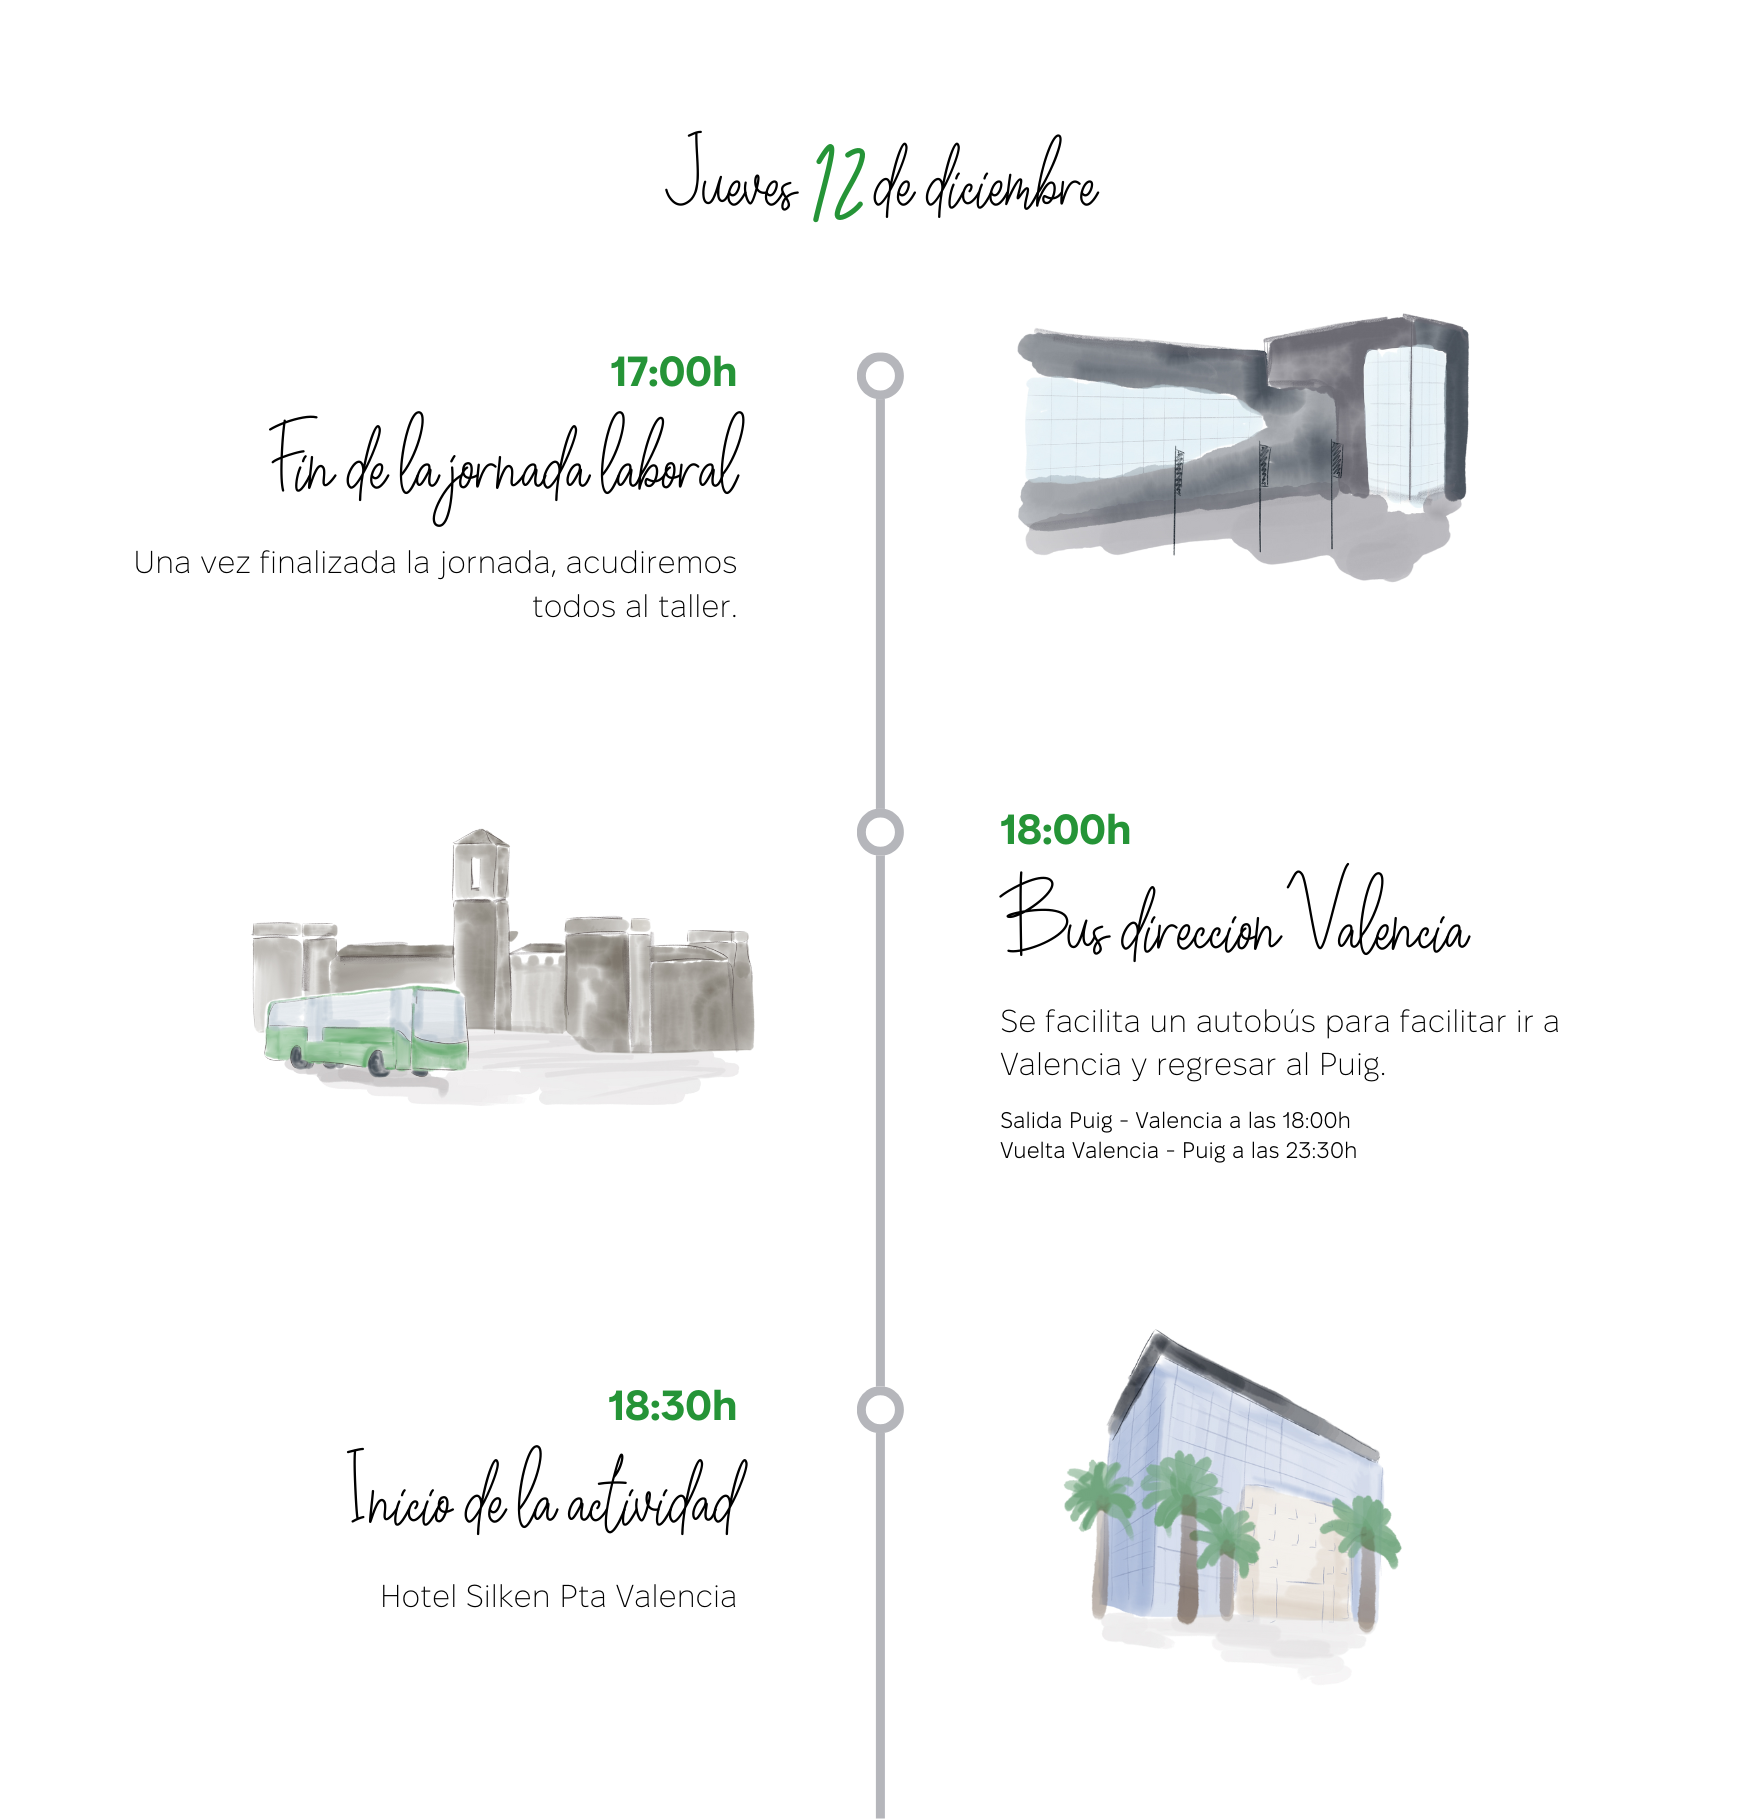 Jueves 12 de diciembre
17:00h
Fin de la jornada laboral
Una vez finalizada la jornada, acudiremos
todos al taller.
18:00h
Bus direccion Valencia
Se facilita un autobús para facilitar ir a
Valencia y regresar al Puig.
Salida Puig - Valencia a las 18:00h
Vuelta Valencia - Puig a las 23:30h
18:30h
Inicio de la actividad
Hotel Silken Pta Valencia